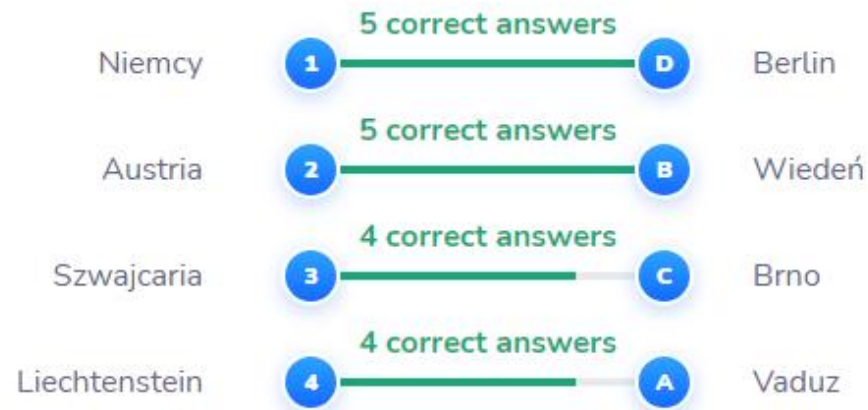 5 correct answers
Niemcy 1 D Berlin
5 correct answers
Austria 2 B Wiedeń
4 correct answers
Szwajcaria 3 C Brno
4 correct answers
Liechtenstein 4 A Vaduz